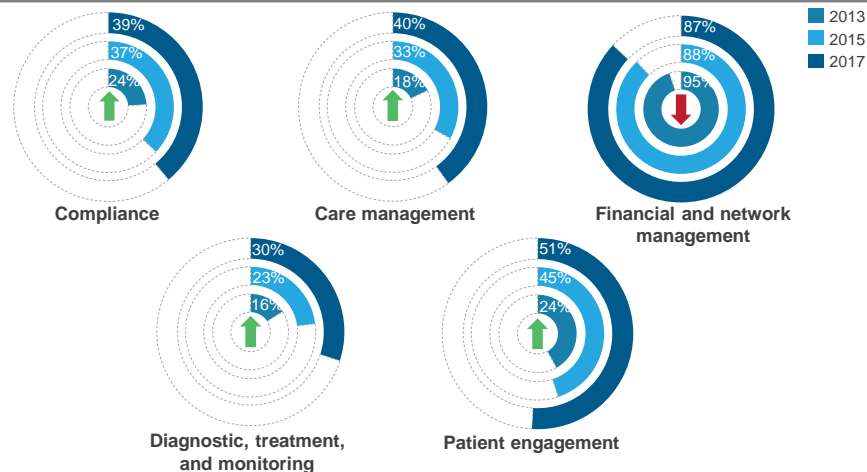 39%
37%
24%
Compliance
40%
33%
18%
Care management
87%
88%
95%
Financial and network
management
2013
2015
2017
30%
23%
16%
Diagnostic, treatment,
and monitoring
51%
45%
24%
Patient engagement